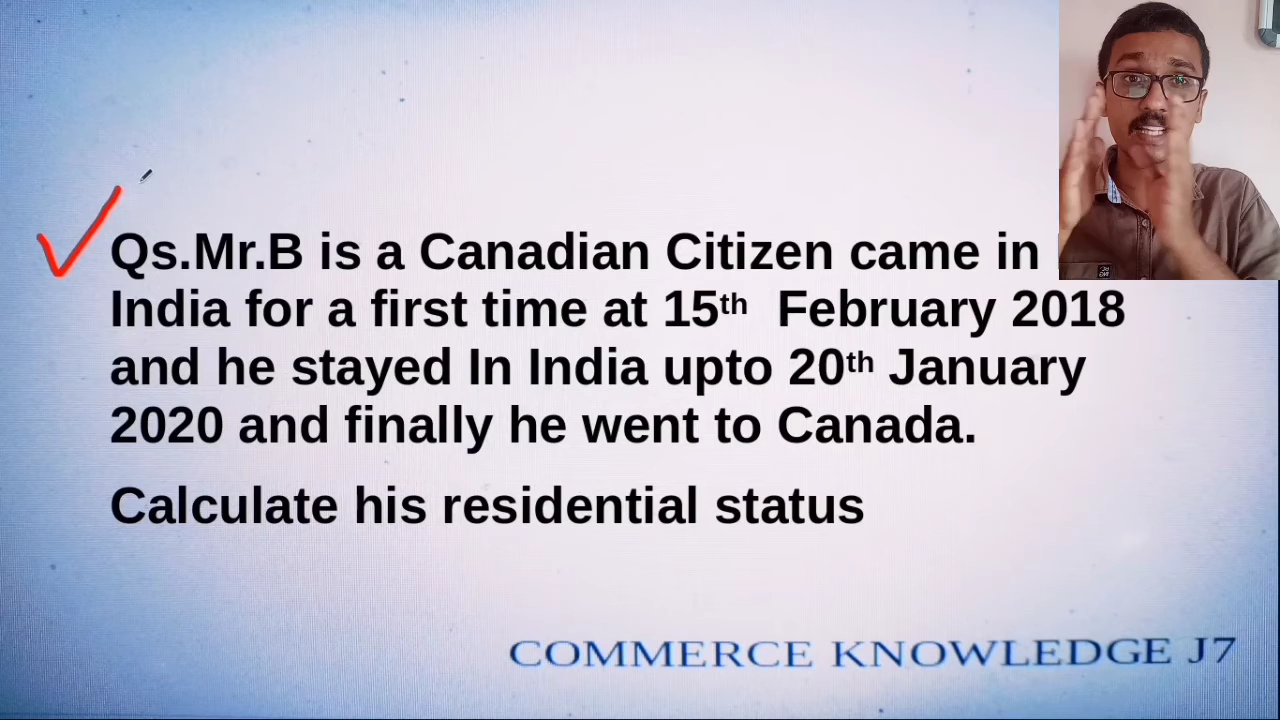 Qs.Mr.B is a Canadian Citizen came in
India for a first time at 15th February 2018
and he stayed In India upto 20th January
2020 and finally he went to Canada.
Calculate his residential status
COMMERCE KNOWLEDGE J7